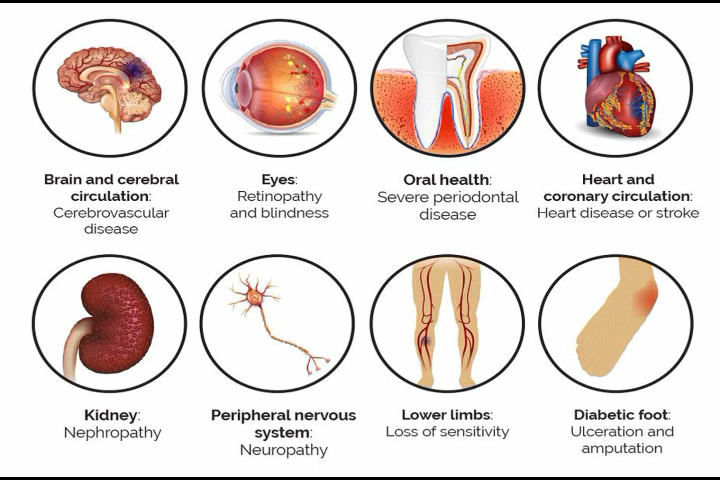 Brain and cerebral
circulation:
Cerebrovascular
disease
Eyes:
Retinopathy
and blindness
Oral health:
Severe periodontal
disease
Heart and
coronary circulation:
Heart disease or stroke
Kidney:
Nephropathy
Peripheral nervous
system:
Neuropathy
Lower limbs:
Loss of sensitivity
Diabetic foot:
Ulceration and
amputation